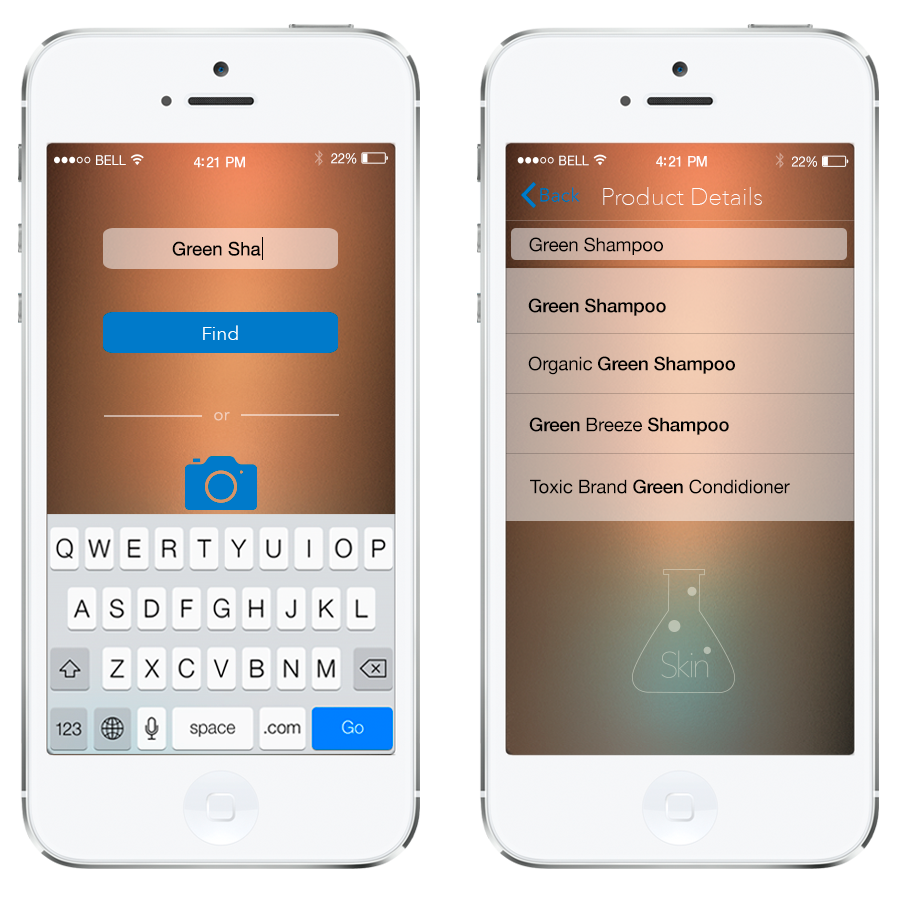 BELL 4:21 PM 22%
Green Sha
Find
or
Q W E R T Y U I O P
A S D F G H J K L
Z X C V B N M
123 space .com Go
BELL 4:21 PM 22%
Back Product Details
Green Shampoo
Green Shampoo
Organic Green Shampoo
Green Breeze Shampoo
Toxic Brand Green Condidioner
Skin